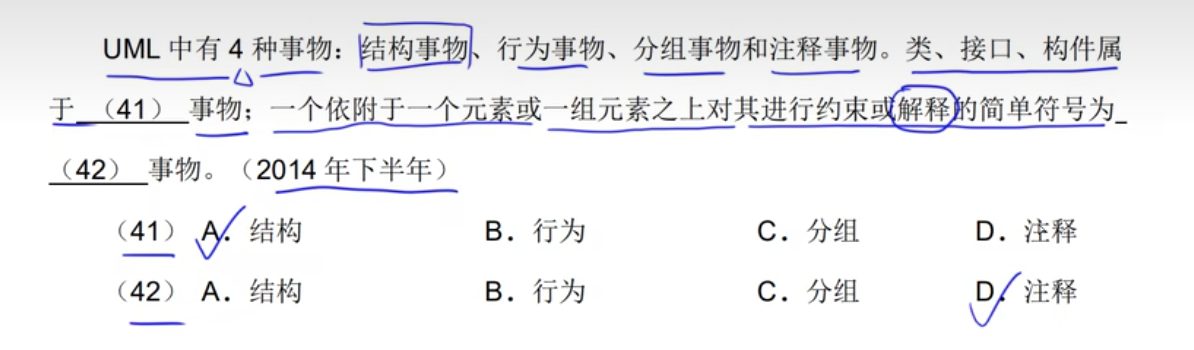 UML 中有 4 种事物：结构事物、行为事物、分组事物和注释事物。类、接口、构件属
于 （41） 事物；一个依附于一个元素或一组元素之上对其进行约束或解释的简单符号为_
（42） 事物。（2014 年下半年）
（41） A．结构 B．行为 C．分组 D．注释
（42） A．结构 B．行为 C．分组 D．注释